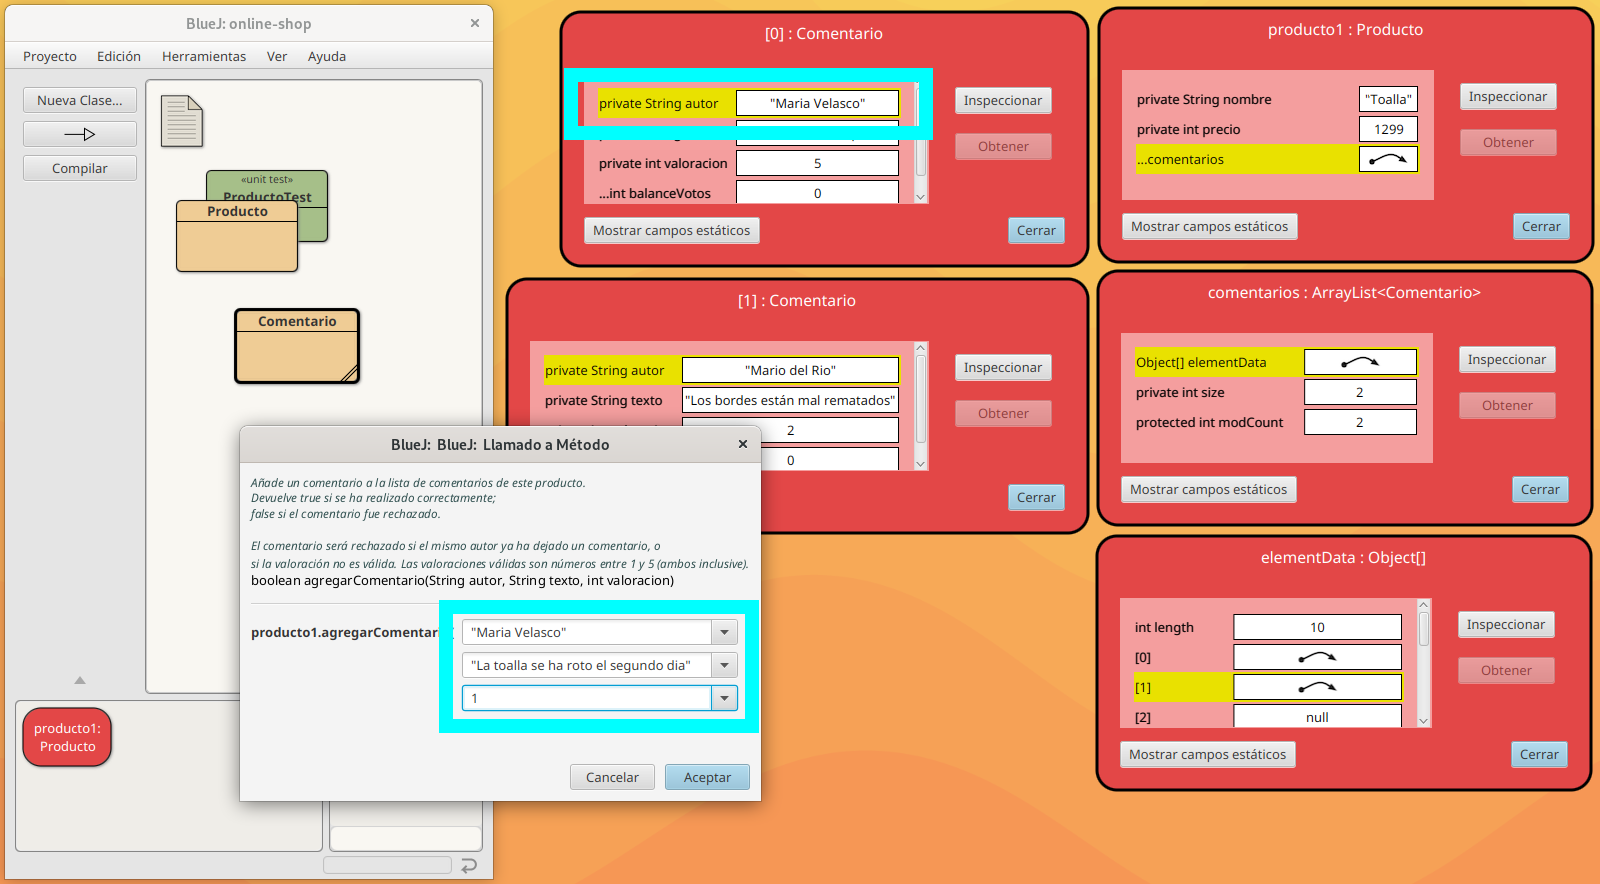 BlueJ: online-shop
Proyecto Edición Herramientas Ver Ayuda
Nueva Clase...
Compilar
«unit test»
ProductoTest
Producto
Comentario
producto1:
Producto
[0] : Comentario
private String autor "Maria Velasco"
private int valoracion 5
...int balanceVotos 0
Inspeccionar
Obtener
Mostrar campos estáticos
Cerrar
producto1 : Producto
private String nombre "Toalla"
private int precio 1299
...comentarios
Inspeccionar
Obtener
Mostrar campos estáticos
Cerrar
[1] : Comentario
private String autor "Mario del Rio"
private String texto "Los bordes están mal rematados"
2
0
Inspeccionar
Obtener
Cerrar
comentarios : ArrayList<Comentario>
Object[] elementData
private int size 2
protected int modCount 2
Inspeccionar
Obtener
Mostrar campos estáticos
Cerrar
elementData : Object[]
int length 10
[0]
[1]
[2] null
Inspeccionar
Obtener
Mostrar campos estáticos
Cerrar
BlueJ: BlueJ: Llamado a Método
Añade un comentario a la lista de comentarios de este producto.
Devuelve true si se ha realizado correctamente;
false si el comentario fue rechazado.
El comentario será rechazado si el mismo autor ya ha dejado un comentario, o
si la valoración no es válida. Las valoraciones válidas son números entre 1 y 5 (ambos inclusive).
boolean agregarComentario(String autor, String texto, int valoracion)
producto1.agregarComentar
"Maria Velasco"
"La toalla se ha roto el segundo dia"
1
Cancelar Aceptar